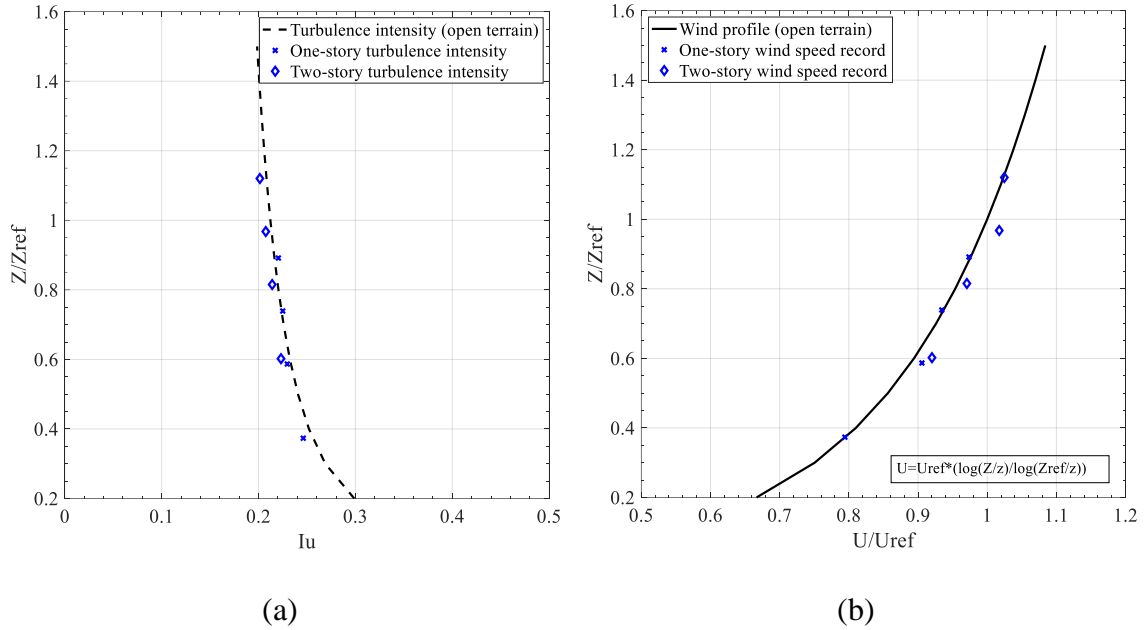 1.6
1.4
1.2
1
0.8
0.6
0.4
0.2
Z/Zref
0
0.1
0.2
0.3
0.4
0.5
Iu
Turbulence intensity (open terrain)
One-story turbulence intensity
Two-story turbulence intensity
(a)
1.6
1.4
1.2
1
0.8
0.6
0.4
0.2
Z/Zref
0.5
0.6
0.7
0.8
0.9
1
1.1
1.2
U/Uref
Wind profile (open terrain)
One-story wind speed record
Two-story wind speed record
U=Uref*(log(Z/z)/log(Zref/z))
(b)